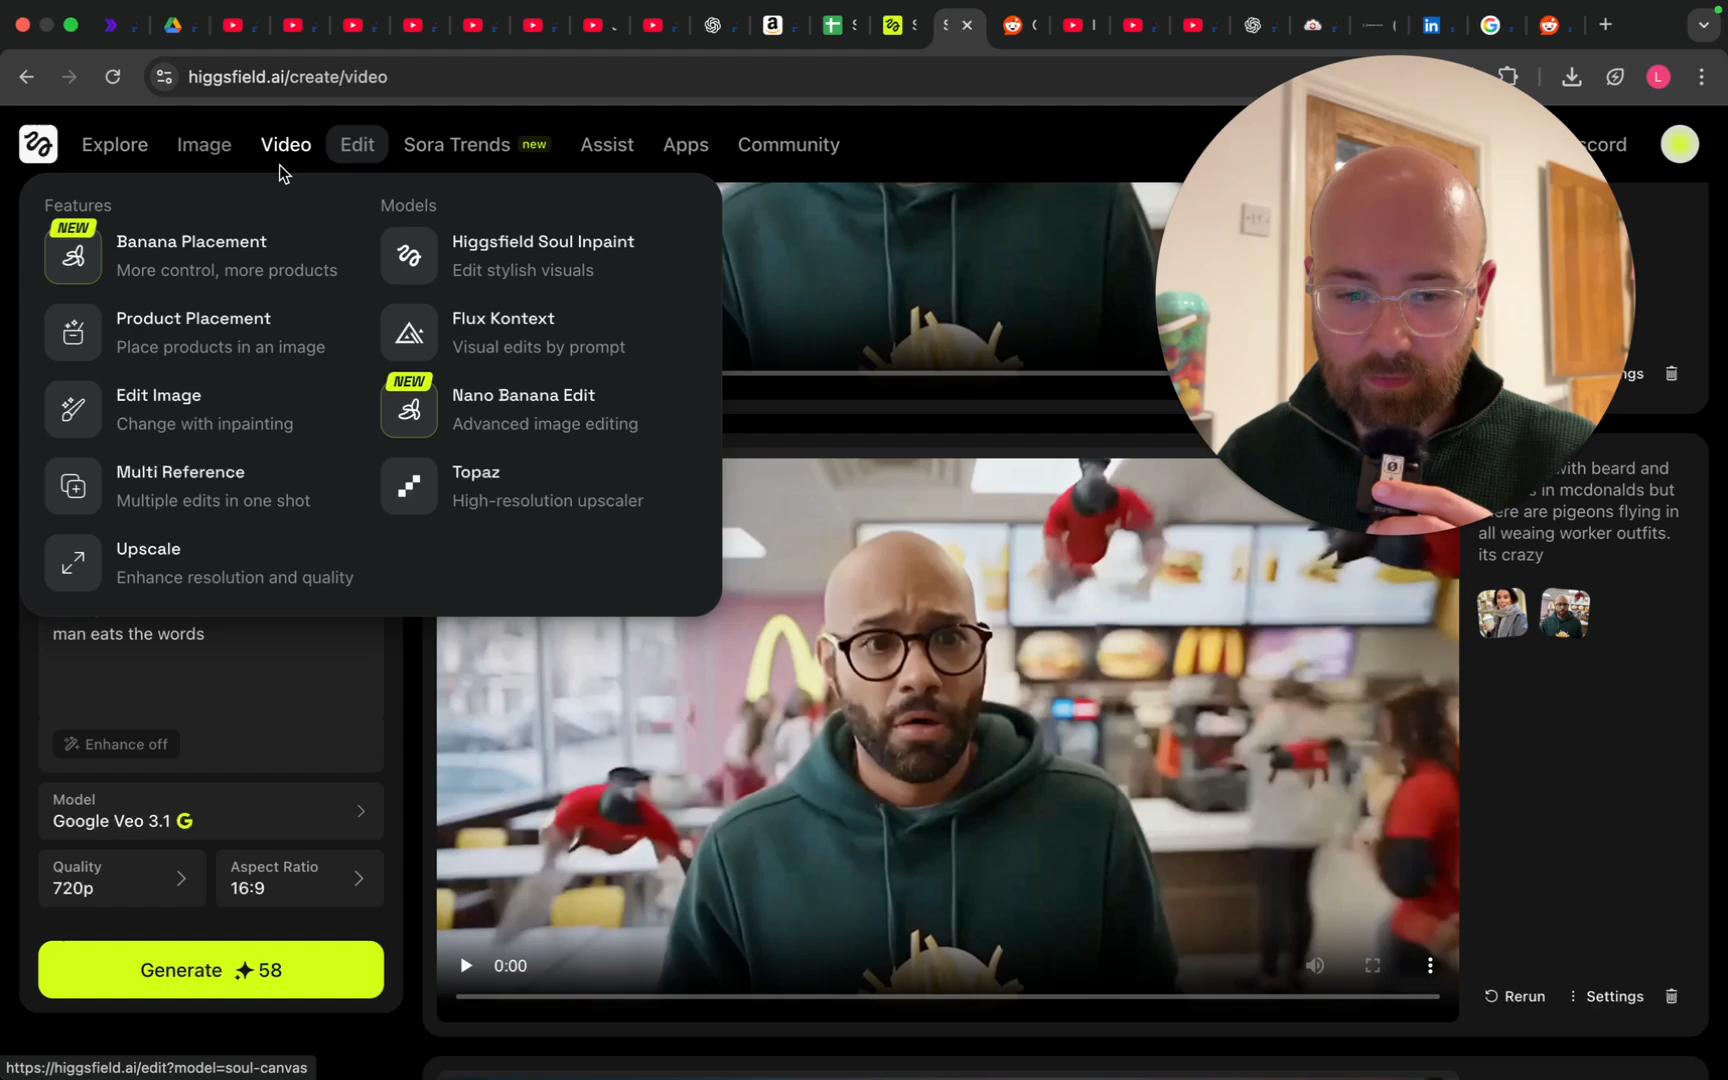 higgsfield.ai/create/video
L
Explore
Image
Video
Edit
Sora Trends
new
Assist
Apps
Community
Features
Models
NEW
Banana Placement
More control, more products
Product Placement
Place products in an image
Edit Image
Change with inpainting
Multi Reference
Multiple edits in one shot
Upscale
Enhance resolution and quality
Higgsfield Soul Inpaint
Edit stylish visuals
Flux Kontext
Visual edits by prompt
NEW
Nano Banana Edit
Advanced image editing
Topaz
High-resolution upscaler
man eats the words
Enhance off
Model
Google Veo 3.1 G
Quality
720p
Aspect Ratio
16:9
Generate 58
0:00
with beard and
in mcdonalds but
there are pigeons flying in
all weaing worker outfits.
its crazy
Rerun
Settings
https://higgsfield.ai/edit?model=soul-canvas